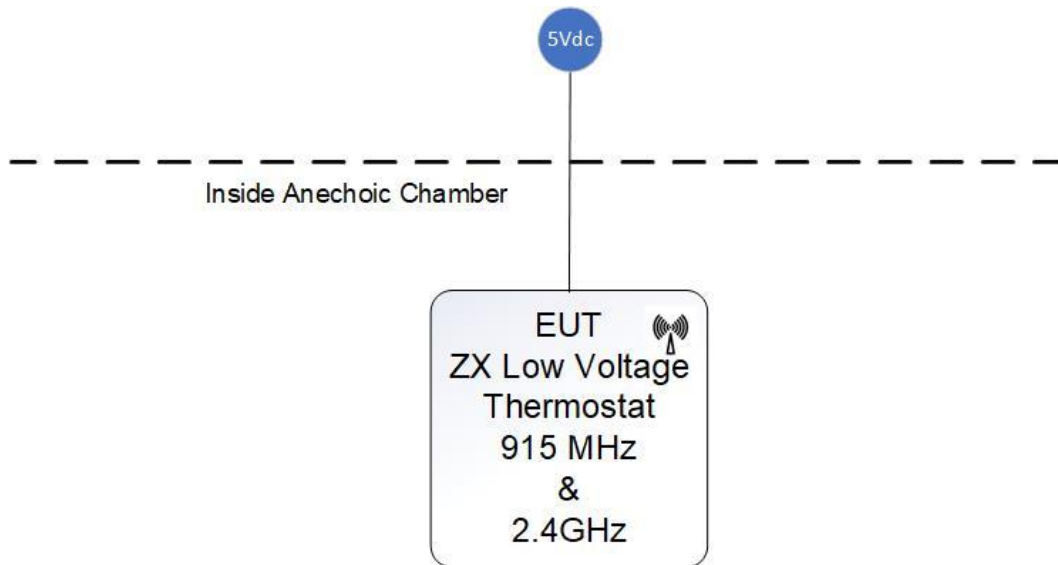 5Vdc
Inside Anechoic Chamber
EUT
ZX Low Voltage
Thermostat
915 MHz
&
2.4GHz